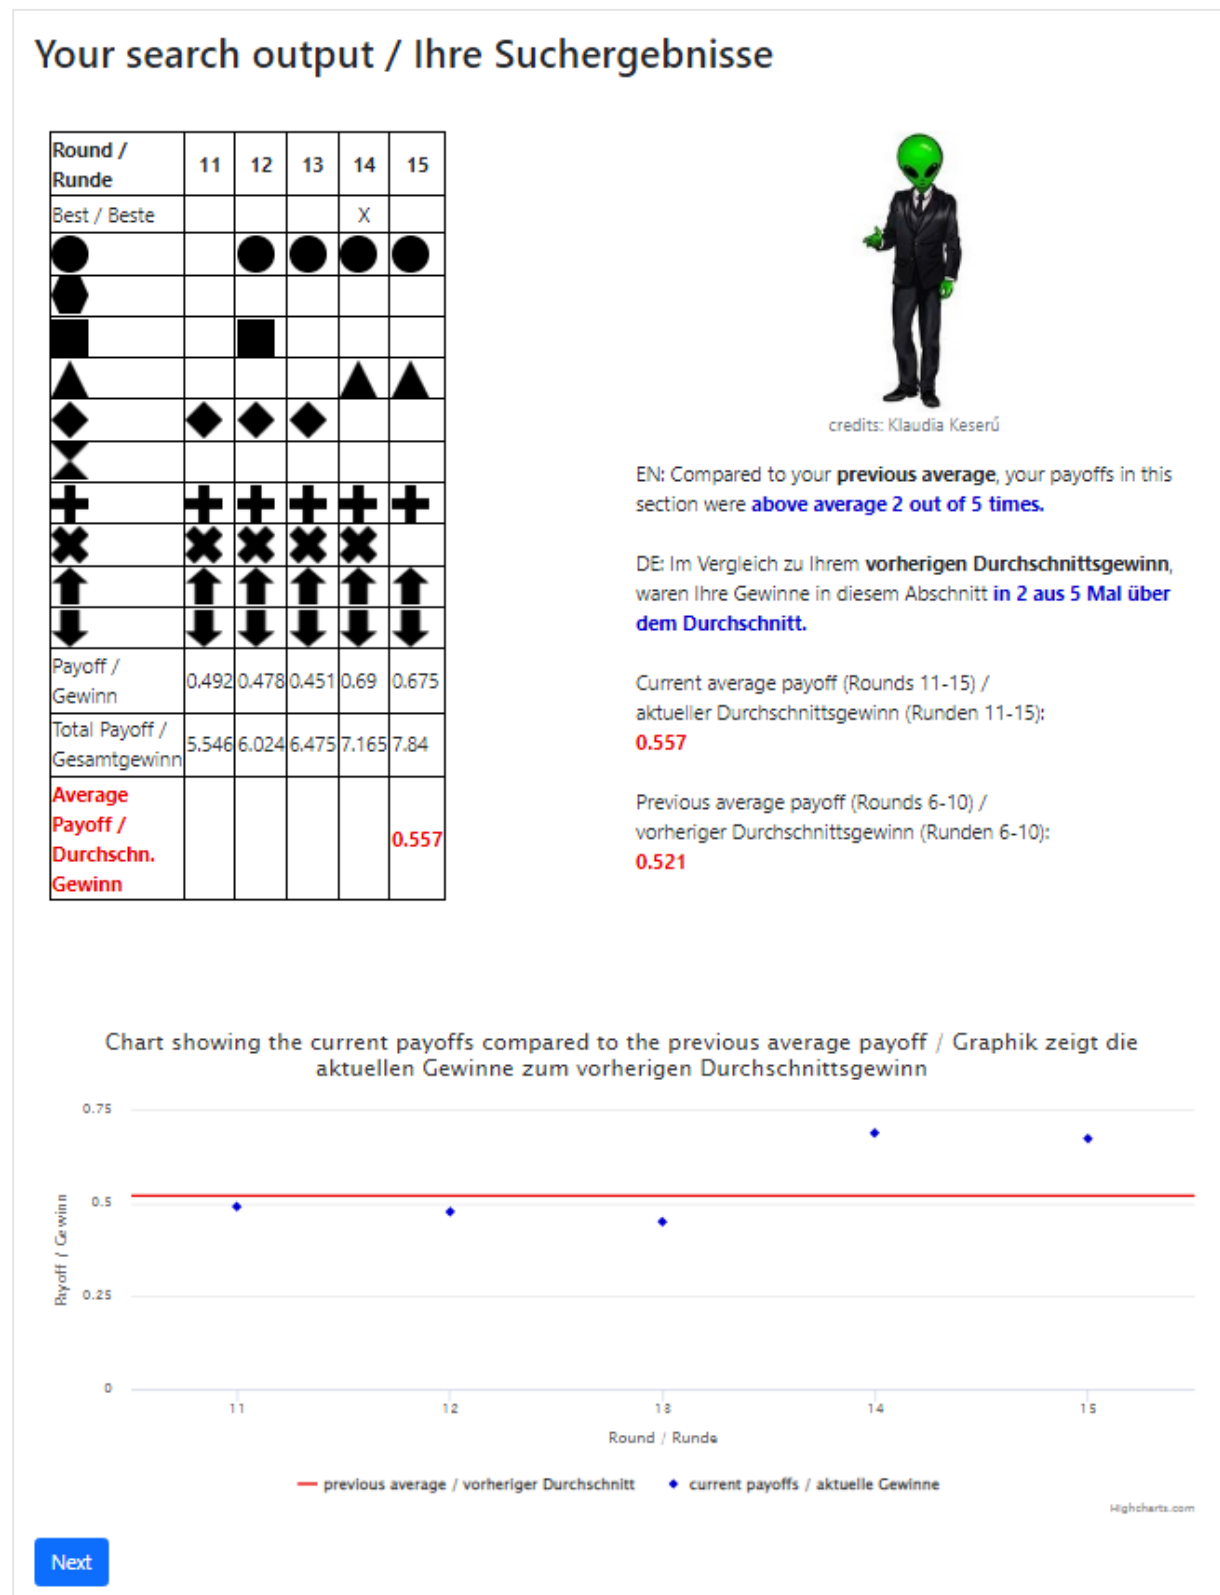 Your search output / Ihre Suchergebnisse
Round / Runde 11 12 13 14 15
Best / Beste X
Payoff / Gewinn 0.492 0.478 0.451 0.69 0.675
Total Payoff / Gesamtgewinn 5.546 6.024 6.475 7.165 7.84
Average Payoff / Durchschn. Gewinn 0.557
credits: Klaudia Keserű
EN: Compared to your previous average, your payoffs in this
section were above average 2 out of 5 times.
DE: Im Vergleich zu Ihrem vorherigen Durchschnittsgewinn,
waren Ihre Gewinne in diesem Abschnitt in 2 aus 5 Mal über
dem Durchschnitt.
Current average payoff (Rounds 11-15) /
aktueller Durchschnittsgewinn (Runden 11-15):
0.557
Previous average payoff (Rounds 6-10) /
vorheriger Durchschnittsgewinn (Runden 6-10):
0.521
Chart showing the current payoffs compared to the previous average payoff / Graphik zeigt die
aktuellen Gewinne zum vorherigen Durchschnittsgewinn
Payoff / Gewinn
0.75
0.5
0.25
0
11 12 13 14 15
Round / Runde
previous average / vorheriger Durchschnitt current payoffs / aktuelle Gewinne
Highcharts.com
Next